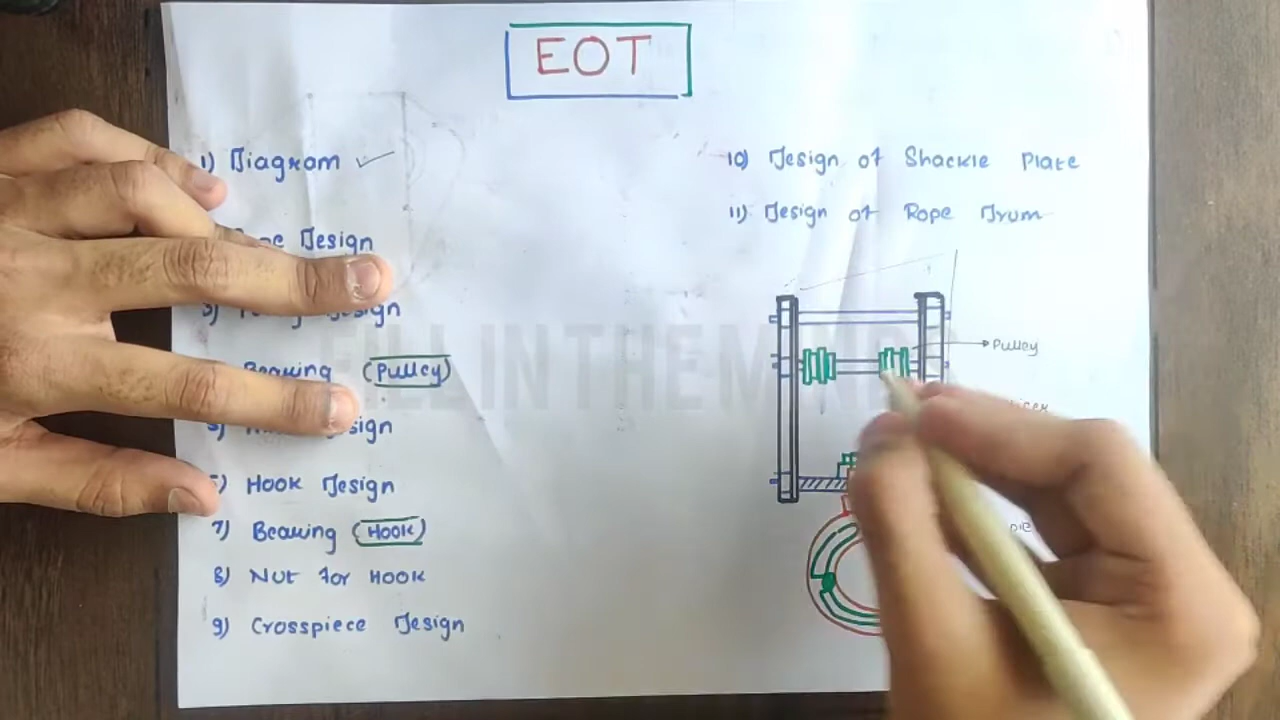 EOT
1) Diagram ✓
Design
Design
Bearing (Pulley)
6) Hook Design
7) Bearing (Hook)
8) Nut for Hook
9) Crosspiece Design
10) Design of Shackle Plate
11) Design of Rope Drum
Pulley
FILLINTHEMIND